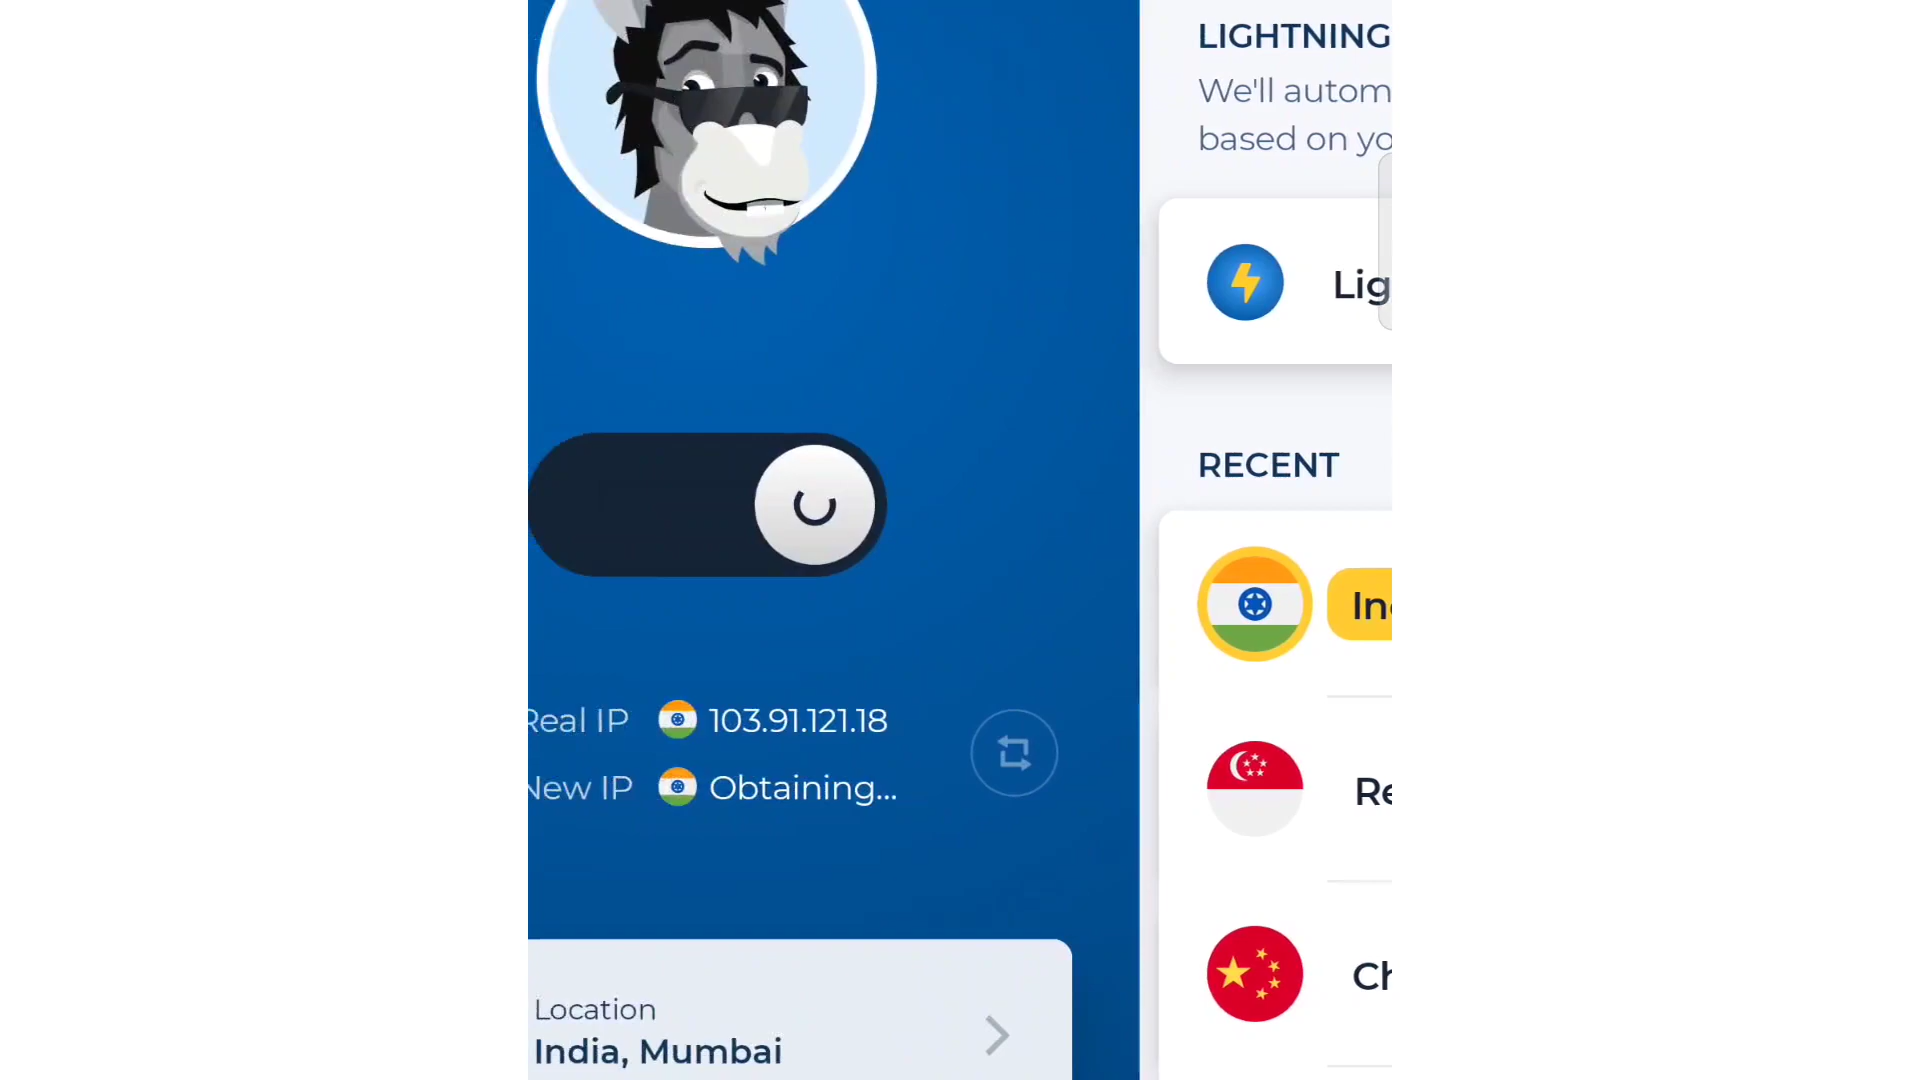 Real IP 103.91.121.18
New IP Obtaining...
Location
India, Mumbai
LIGHTNING
We'll autom
based on yo
Lig
RECENT
In
Re
Ch